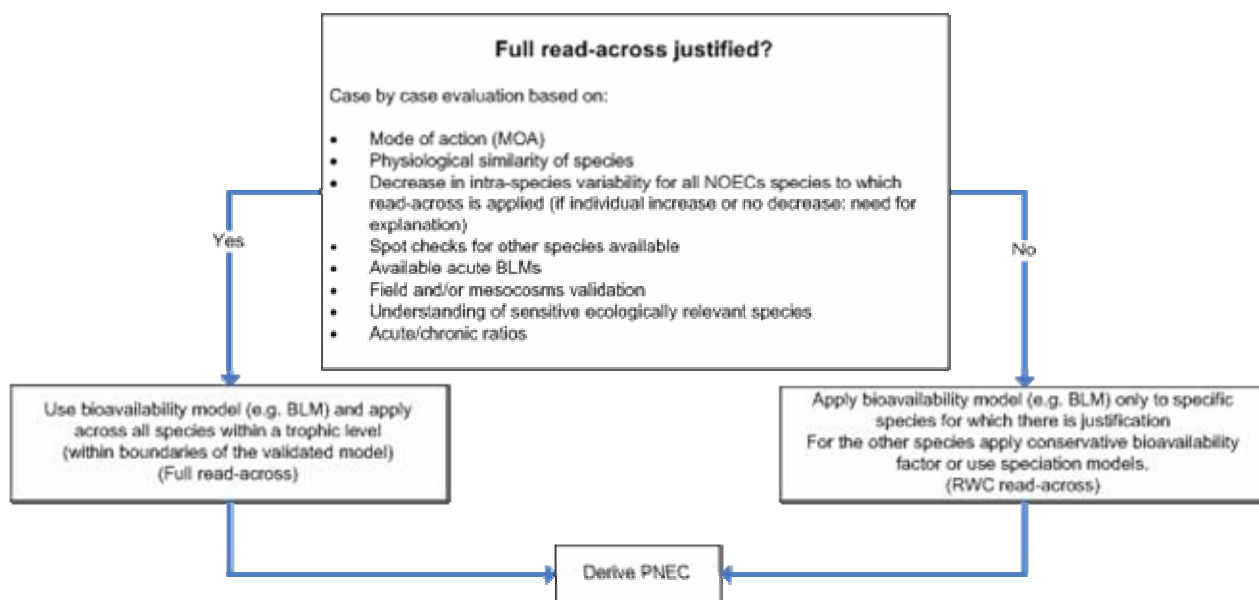 Full read-across justified?
Case by case evaluation based on:
• Mode of action (MOA)
• Physiological similarity of species
• Decrease in intra-species variability for all NOECs species to which
read-across is applied (if individual increase or no decrease: need for
explanation)
• Spot checks for other species available
• Available acute BLMs
• Field and/or mesocosms validation
• Understanding of sensitive ecologically relevant species
• Acute/chronic ratios
Yes
No
Use bioavailability model (e.g. BLM) and apply
across all species within a trophic level
(within boundaries of the validated model)
(Full read-across)
Apply bioavailability model (e.g. BLM) only to specific
species for which there is justification
For the other species apply conservative bioavailability
factor or use speciation models.
(RWC read-across)
Derive PNEC